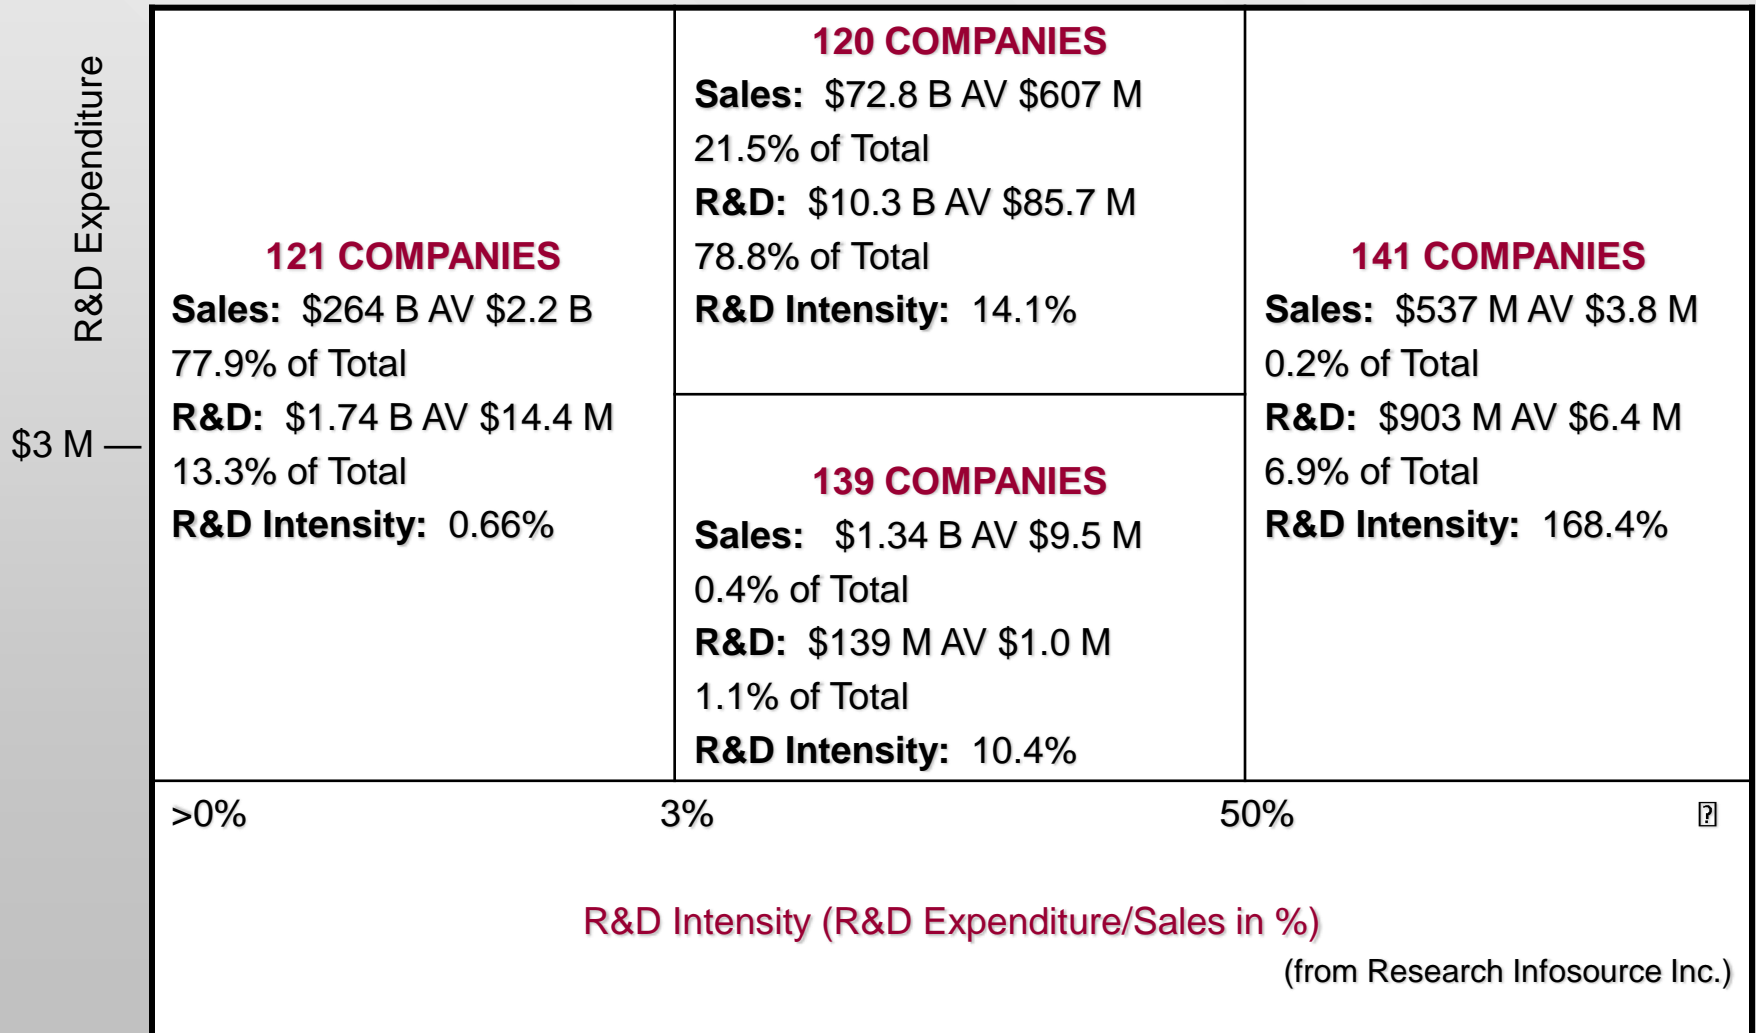 R&D Expenditure
$3 M —
121 COMPANIES
Sales: $264 B AV $2.2 B
77.9% of Total
R&D: $1.74 B AV $14.4 M
13.3% of Total
R&D Intensity: 0.66%
120 COMPANIES
Sales: $72.8 B AV $607 M
21.5% of Total
R&D: $10.3 B AV $85.7 M
78.8% of Total
R&D Intensity: 14.1%
139 COMPANIES
Sales: $1.34 B AV $9.5 M
0.4% of Total
R&D: $139 M AV $1.0 M
1.1% of Total
R&D Intensity: 10.4%
141 COMPANIES
Sales: $537 M AV $3.8 M
0.2% of Total
R&D: $903 M AV $6.4 M
6.9% of Total
R&D Intensity: 168.4%
>0% 3% 50% ⍰
R&D Intensity (R&D Expenditure/Sales in %)
(from Research Infosource Inc.)